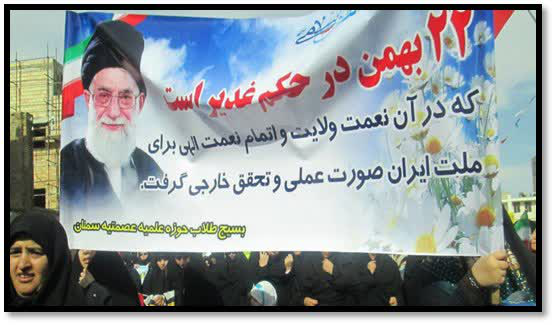 ۲۲ بهمن در حکم غدیر است
که در آن نعمت ولایت و اتمام نعمت الهی برای
ملت ایران صورت عملی و تحقق خارجی گرفت.
بسیج طلاب حوزه علمیه عصمتیه سمنان